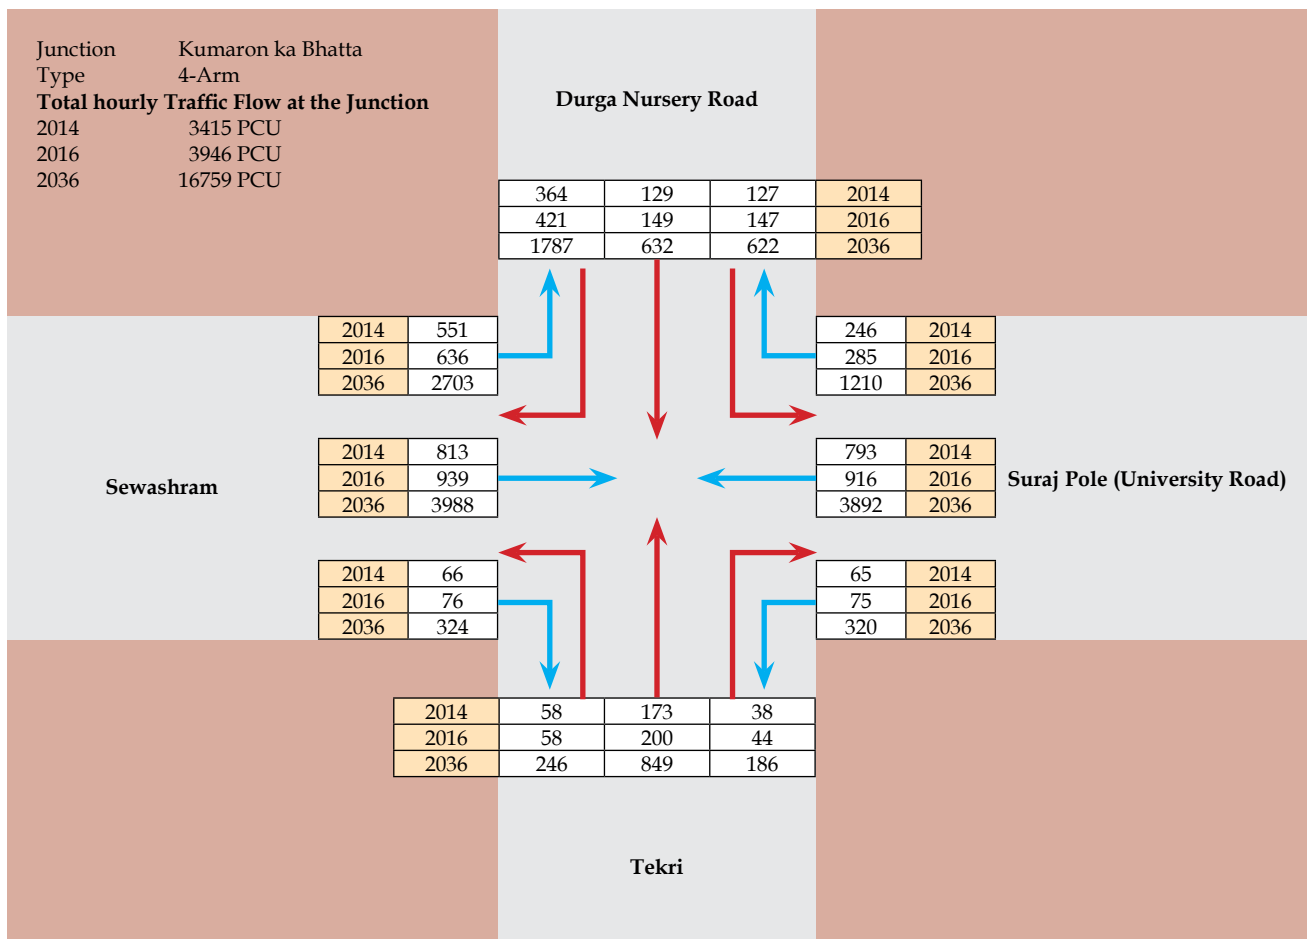 Junction Kumaron ka Bhatta
Type 4-Arm
Total hourly Traffic Flow at the Junction
2014 3415 PCU
2016 3946 PCU
2036 16759 PCU
Durga Nursery Road
364 129 127 2014
421 149 147 2016
1787 632 622 2036
2014 551
2016 636
2036 2703
246 2014
285 2016
1210 2036
Sewashram
2014 813
2016 939
2036 3988
793 2014
916 2016
3892 2036
Suraj Pole (University Road)
2014 66
2016 76
2036 324
65 2014
75 2016
320 2036
2014 58 173 38
2016 58 200 44
2036 246 849 186
Tekri